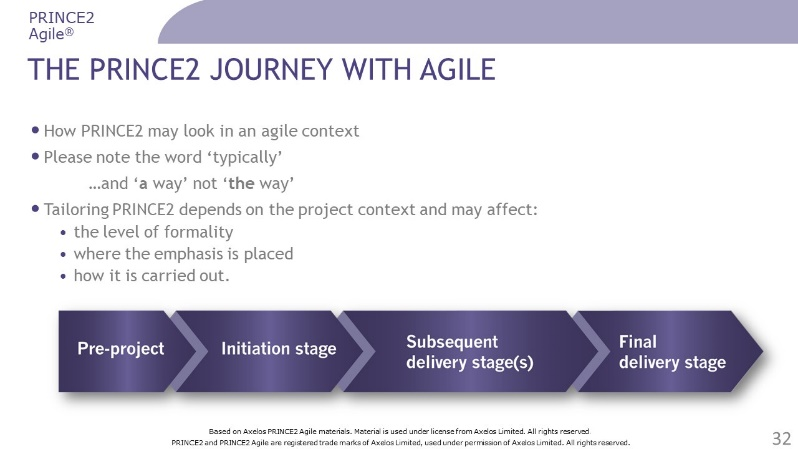 PRINCE2
Agile®
THE PRINCE2 JOURNEY WITH AGILE
• How PRINCE2 may look in an agile context
• Please note the word ‘typically’
…and ‘a way’ not ‘the way’
• Tailoring PRINCE2 depends on the project context and may affect:
• the level of formality
• where the emphasis is placed
• how it is carried out.
Pre-project
Initiation stage
Subsequent
delivery stage(s)
Final
delivery stage
Based on Axelos PRINCE2 Agile materials. Material is used under license from Axelos Limited. All rights reserved.
PRINCE2 and PRINCE2 Agile are registered trade marks of Axelos Limited, used under permission of Axelos Limited. All rights reserved.
32